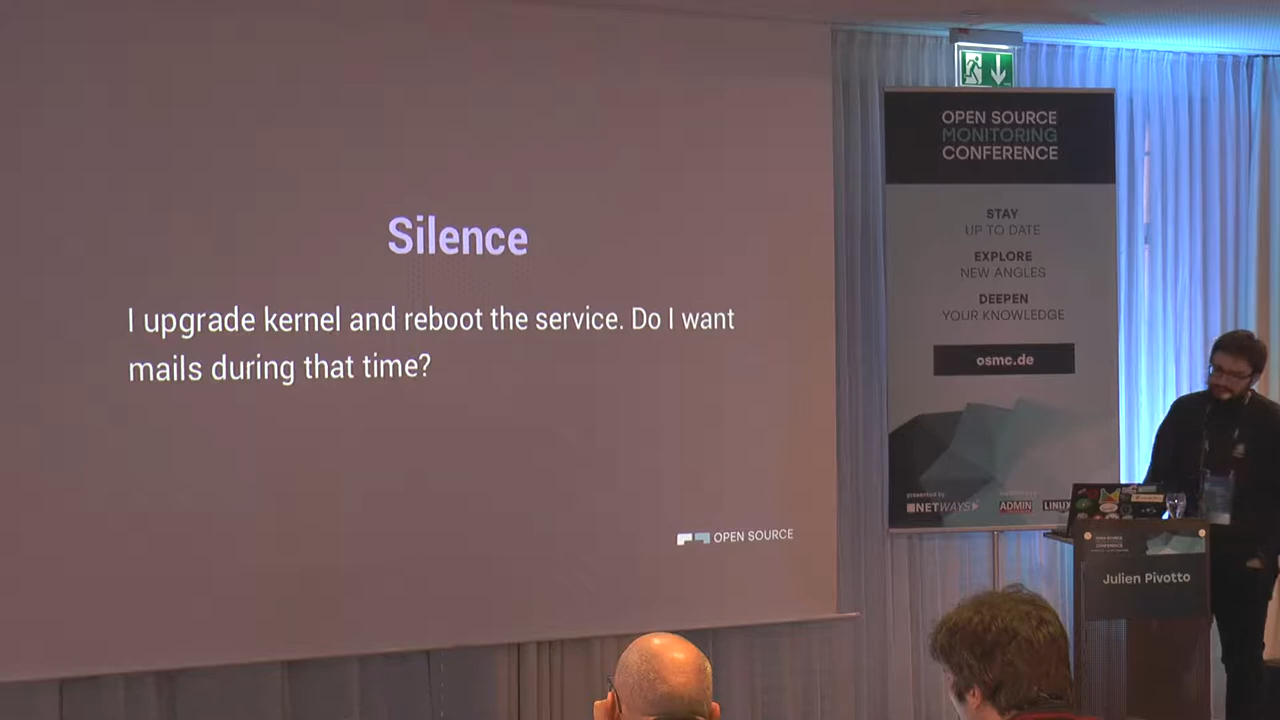 Silence
I upgrade kernel and reboot the service. Do I want
mails during that time?
OPEN SOURCE
OPEN SOURCE
MONITORING
CONFERENCE
STAY
UP TO DATE
EXPLORE
NEW ANGLES
DEEPEN
YOUR KNOWLEDGE
osmc.de
presented by
NETWAYS
ADMIN
LINUX
Julien Pivotto